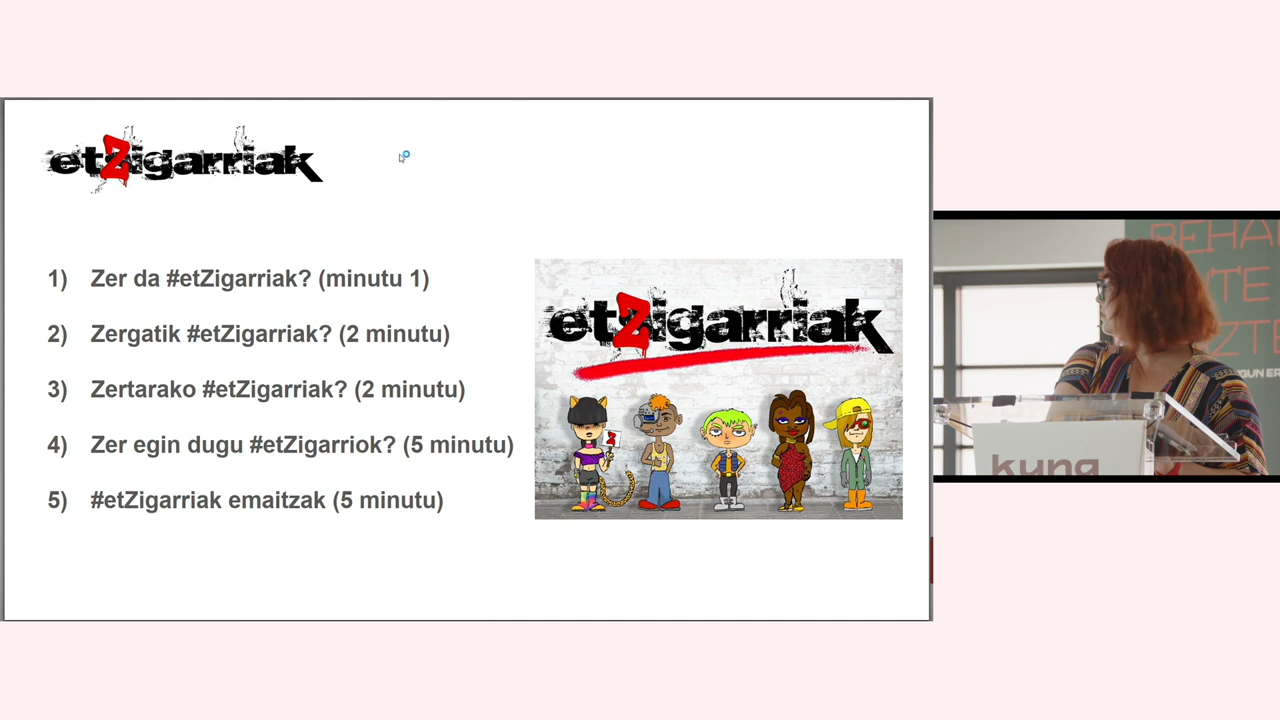 etZigarriak
1) Zer da #etZigarriak? (minutu 1)
2) Zergatik #etZigarriak? (2 minutu)
3) Zertarako #etZigarriak? (2 minutu)
4) Zer egin dugu #etZigarriok? (5 minutu)
5) #etZigarriak emaitzak (5 minutu)
etZigarriak
Z